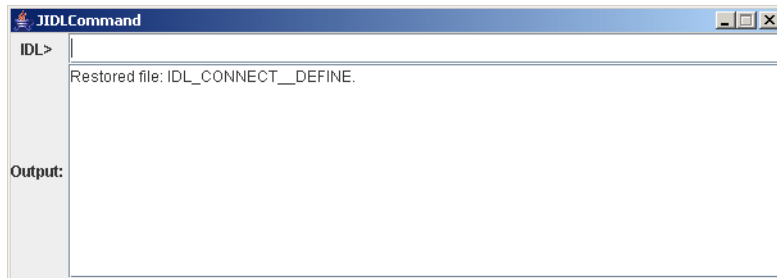 JIDLCommand
IDL>
Restored file: IDL_CONNECT__DEFINE.
Output: